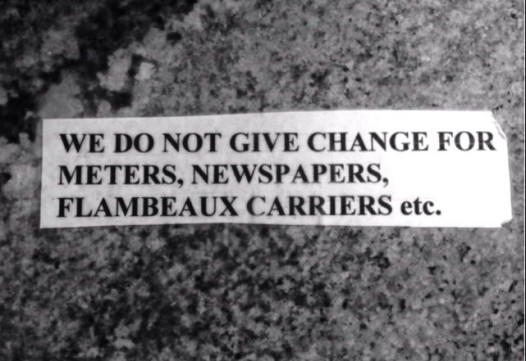 WE DO NOT GIVE CHANGE FOR
METERS, NEWSPAPERS,
FLAMBEAUX CARRIERS etc.